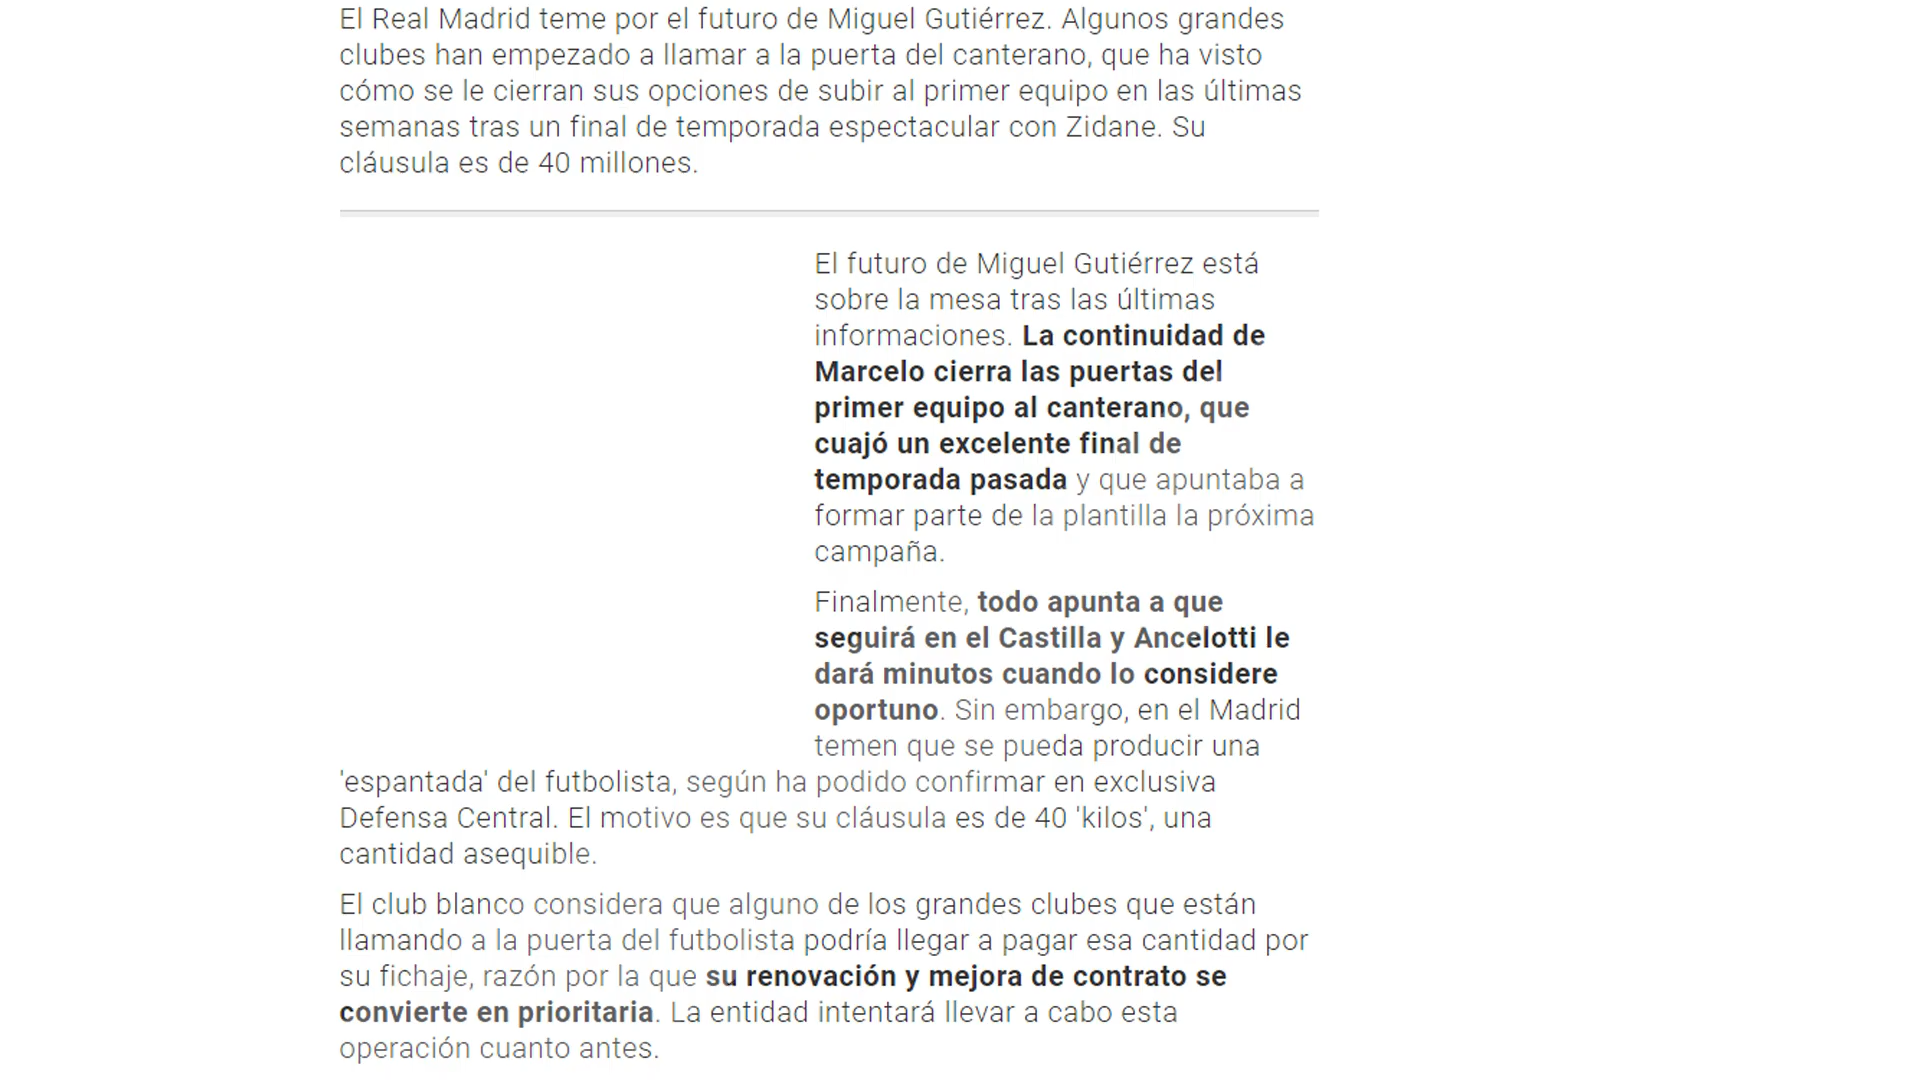 El Real Madrid teme por el futuro de Miguel Gutiérrez. Algunos grandes
clubes han empezado a llamar a la puerta del canterano, que ha visto
cómo se le cierran sus opciones de subir al primer equipo en las últimas
semanas tras un final de temporada espectacular con Zidane. Su
cláusula es de 40 millones.
El futuro de Miguel Gutiérrez está
sobre la mesa tras las últimas
informaciones. La continuidad de
Marcelo cierra las puertas del
primer equipo al canterano, que
cuajó un excelente final de
temporada pasada y que apuntaba a
formar parte de la plantilla la próxima
campaña.
Finalmente, todo apunta a que
seguirá en el Castilla y Ancelotti le
dará minutos cuando lo considere
oportuno. Sin embargo, en el Madrid
temen que se pueda producir una
'espantada' del futbolista, según ha podido confirmar en exclusiva
Defensa Central. El motivo es que su cláusula es de 40 'kilos', una
cantidad asequible.
El club blanco considera que alguno de los grandes clubes que están
llamando a la puerta del futbolista podría llegar a pagar esa cantidad por
su fichaje, razón por la que su renovación y mejora de contrato se
convierte en prioritaria. La entidad intentará llevar a cabo esta
operación cuanto antes.